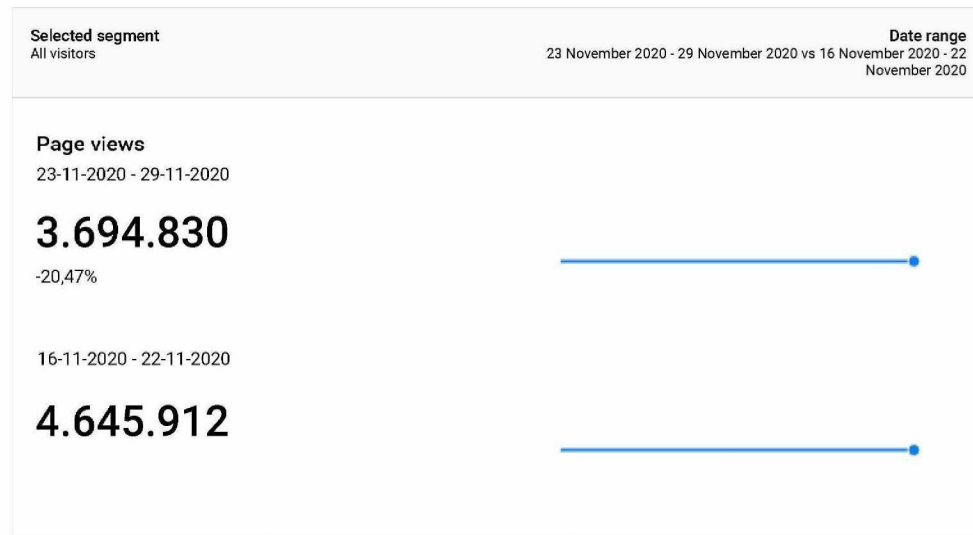 Selected segment
All visitors
Date range
23 November 2020 - 29 November 2020 vs 16 November 2020 - 22
November 2020
Page views
23-11-2020 - 29-11-2020
3.694.830
-20,47%
16-11-2020 - 22-11-2020
4.645.912